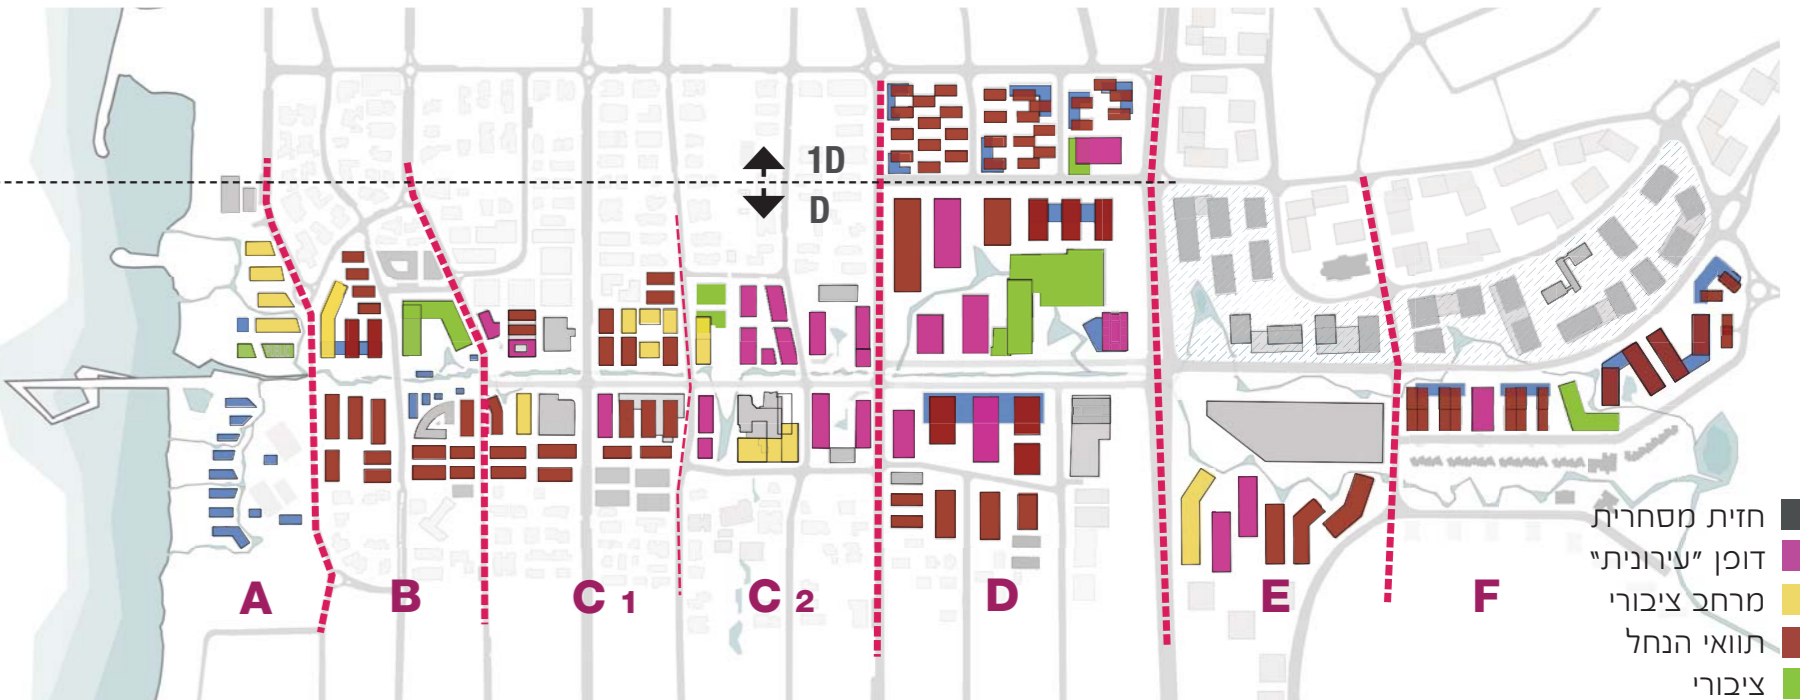 1D
D
A
B
C 1
C 2
D
E
F
חזית מסחרית
דופן "עירונית"
מרחב ציבורי
תוואי הנחל
ציבורי